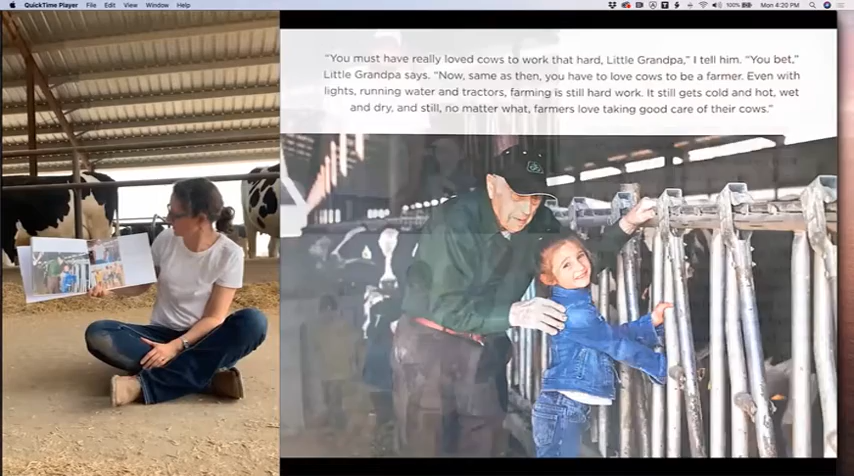 QuickTime Player File Edit View Window Help 100% Mon 4:20 PM
"You must have really loved cows to work that hard, Little Grandpa," I tell him. "You bet,"
Little Grandpa says. "Now, same as then, you have to love cows to be a farmer. Even with
lights, running water and tractors, farming is still hard work. It still gets cold and hot, wet
and dry, and still, no matter what, farmers love taking good care of their cows."